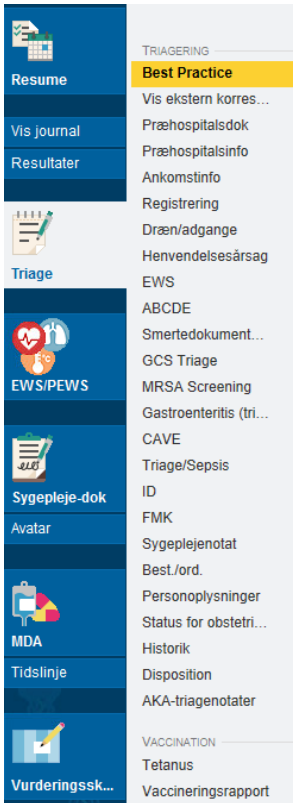 Resume
Vis journal
Resultater
Triage
EWS/PEWS
Sygepleje-dok
Avatar
MDA
Tidslinje
Vurderingssk...
TRIAGERING
Best Practice
Vis ekstern korres...
Præhospitalsdok
Præhospitalsinfo
Ankomstinfo
Registrering
Dræn/adgange
Henvendelsesårsag
EWS
ABCDE
Smertedokument...
GCS Triage
MRSA Screening
Gastroenteritis (tri...
CAVE
Triage/Sepsis
ID
FMK
Sygeplejenotat
Best./ord.
Personoplysninger
Status for obstetri...
Historik
Disposition
AKA-triagenotater
VACCINATION
Tetanus
Vaccineringsrapport